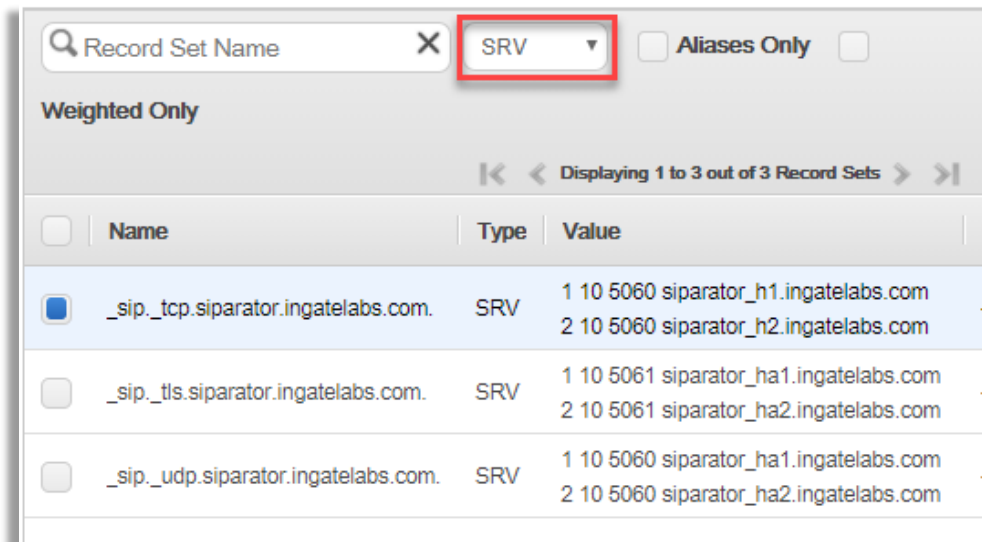 Record Set Name
SRV
Aliases Only
Weighted Only
Displaying 1 to 3 out of 3 Record Sets
Name Type Value
_sip._tcp.siparator.ingatelabs.com. SRV 1 10 5060 siparator_h1.ingatelabs.com
2 10 5060 siparator_h2.ingatelabs.com
_sip._tls.siparator.ingatelabs.com. SRV 1 10 5061 siparator_ha1.ingatelabs.com
2 10 5061 siparator_ha2.ingatelabs.com
_sip._udp.siparator.ingatelabs.com. SRV 1 10 5060 siparator_ha1.ingatelabs.com
2 10 5060 siparator_ha2.ingatelabs.com